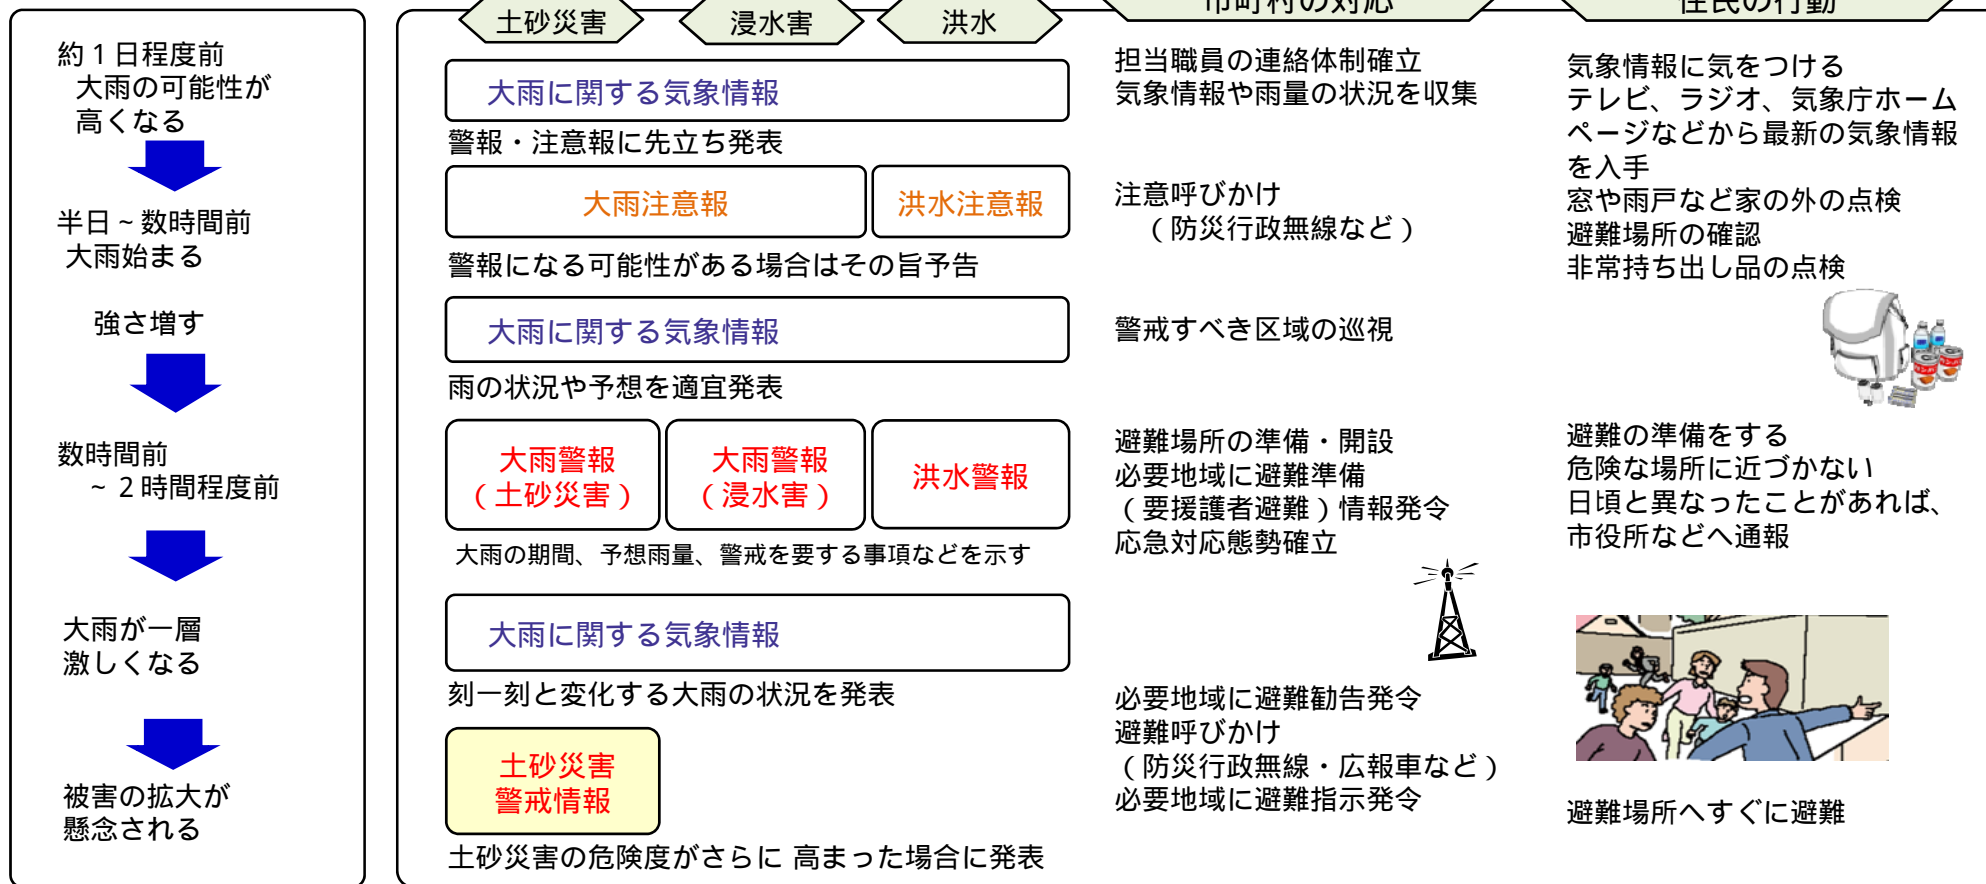 約1日程度前
大雨の可能性が
高くなる
半日~数時間前
大雨始まる
強さ増す
数時間前
~2時間程度前
大雨が一層
激しくなる
被害の拡大が
懸念される
土砂災害
浸水害
洪水
大雨に関する気象情報
警報・注意報に先立ち発表
大雨注意報
洪水注意報
警報になる可能性がある場合はその旨予告
大雨に関する気象情報
雨の状況や予想を適宜発表
大雨警報
(土砂災害)
大雨警報
(浸水害)
洪水警報
大雨の期間、予想雨量、警戒を要する事項などを示す
大雨に関する気象情報
刻一刻と変化する大雨の状況を発表
土砂災害
警戒情報
土砂災害の危険度がさらに 高まった場合に発表
市町村の対応
担当職員の連絡体制確立
気象情報や雨量の状況を収集
注意呼びかけ
(防災行政無線など)
警戒すべき区域の巡視
避難場所の準備・開設
必要地域に避難準備
(要援護者避難)情報発令
応急対応態勢確立
必要地域に避難勧告発令
避難呼びかけ
(防災行政無線・広報車など)
必要地域に避難指示発令
住民の行動
気象情報に気をつける
テレビ、ラジオ、気象庁ホーム
ページなどから最新の気象情報
を入手
窓や雨戸など家の外の点検
避難場所の確認
非常持ち出し品の点検
避難の準備をする
危険な場所に近づかない
日頃と異なったことがあれば、
市役所などへ通報
避難場所へすぐに避難